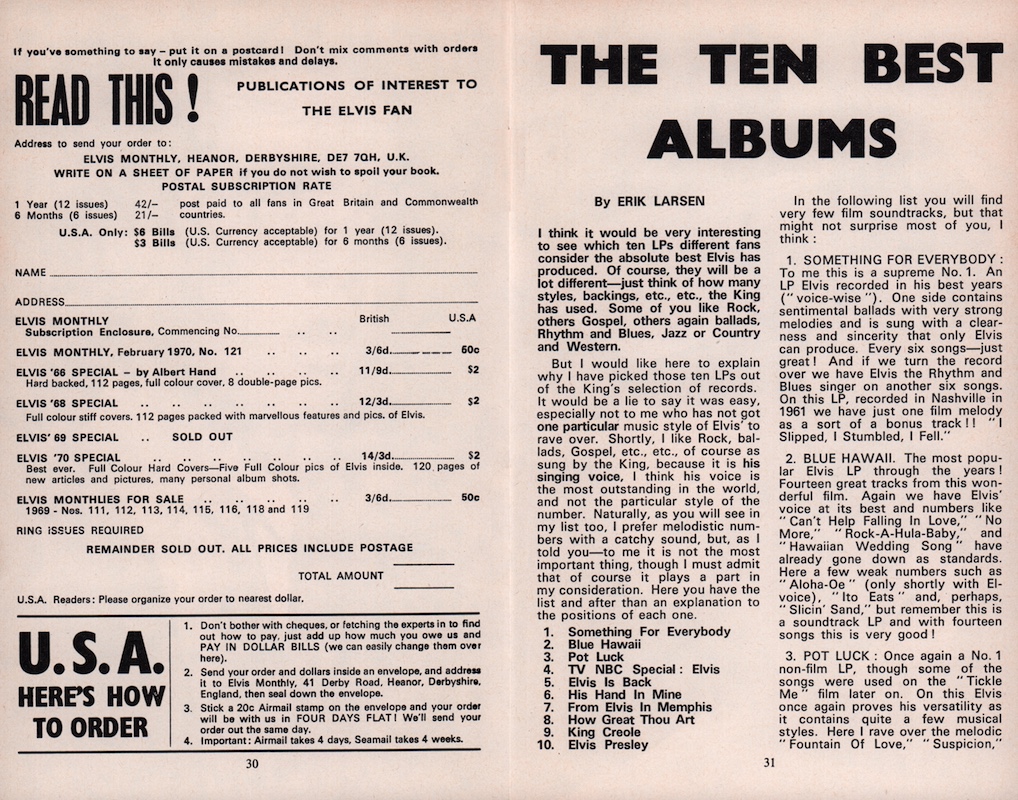 If you've something to say – put it on a postcard! Don't mix comments with orders
It only causes mistakes and delays.
READ THIS!
PUBLICATIONS OF INTEREST TO
THE ELVIS FAN
Address to send your order to:
ELVIS MONTHLY, HEANOR, DERBYSHIRE, DE7 7QH, U.K.
WRITE ON A SHEET OF PAPER if you do not wish to spoil your book.
POSTAL SUBSCRIPTION RATE
1 Year (12 issues) 42/– post paid to all fans in Great Britain and Commonwealth
6 Months (6 issues) 21/– countries.
U.S.A. Only: $6 Bills (U.S. Currency acceptable) for 1 year (12 issues).
$3 Bills (U.S. Currency acceptable) for 6 months (6 issues).
NAME
ADDRESS
ELVIS MONTHLY British U.S.A
Subscription Enclosure, Commencing No. .. ..
ELVIS MONTHLY, February 1970, No. 121 .. .. .. 3/6d. 50c
ELVIS '66 SPECIAL – by Albert Hand .. .. .. .. 11/9d. $2
Hard backed, 112 pages, full colour cover, 8 double-page pics.
ELVIS '68 SPECIAL .. .. .. .. .. .. 12/3d. $2
Full colour stiff covers. 112 pages packed with marvellous features and pics. of Elvis.
ELVIS' 69 SPECIAL .. SOLD OUT
ELVIS '70 SPECIAL .. .. .. .. .. .. .. 14/3d. $2
Best ever. Full Colour Hard Covers—Five Full Colour pics of Elvis inside. 120 pages of
new articles and pictures, many personal album shots.
ELVIS MONTHLIES FOR SALE .. .. .. .. .. 3/6d. 50c
1969 - Nos. 111, 112, 113, 114, 115, 116, 118 and 119
RING iSSUES REQUIRED
REMAINDER SOLD OUT. ALL PRICES INCLUDE POSTAGE
TOTAL AMOUNT
U.S.A. Readers: Please organize your order to nearest dollar.
U.S.A.
HERE'S HOW
TO ORDER
1. Don't bother with cheques, or fetching the experts in to find
out how to pay. just add up how much you owe us and
PAY IN DOLLAR BILLS (we can easily change them over
here).
2. Send your order and dollars inside an envelope, and address
it to Elvis Monthly, 41 Derby Road, Heanor, Derbyshire,
England, then seal down the envelope.
3. Stick a 20c Airmail stamp on the envelope and your order
will be with us in FOUR DAYS FLAT! We'll send your
order out the same day.
4. Important: Airmail takes 4 days, Seamail takes 4 weeks.
30
THE TEN BEST
ALBUMS
By ERIK LARSEN
I think it would be very interesting
to see which ten LPs different fans
consider the absolute best Elvis has
produced. Of course, they will be a
lot different—just think of how many
styles, backings, etc., etc., the King
has used. Some of you like Rock,
others Gospel, others again ballads,
Rhythm and Blues, Jazz or Country
and Western.
But I would like here to explain
why I have picked those ten LPs out
of the King's selection of records.
It would be a lie to say it was easy,
especially not to me who has not got
one particular music style of Elvis' to
rave over. Shortly, I like Rock, bal-
lads, Gospel, etc., etc., of course as
sung by the King, because it is his
singing voice, I think his voice is
the most outstanding in the world,
and not the particular style of the
number. Naturally, as you will see in
my list too, I prefer melodistic num-
bers with a catchy sound, but, as I
told you—to me it is not the most
important thing, though I must admit
that of course it plays a part in
my consideration. Here you have the
list and after an explanation to
the positions of each one.
1. Something For Everybody
2. Blue Hawaii
3. Pot Luck
4. TV NBC Special: Elvis
5. Elvis Is Back
6. His Hand In Mine
7. From Elvis In Memphis
8. How Great Thou Art
9. King Creole
10. Elvis Presley
In the following list you will find
very few film soundtracks, but that
might not surprise most of you, I
think:
1. SOMETHING FOR EVERYBODY:
To me this is a supreme No. 1. An
LP Elvis recorded in his best years
("voice-wise"). One side contains
sentimental ballads with very strong
melodies and is sung with a clear-
ness and sincerity that only Elvis
can produce. Every six songs—just
great! And if we turn the record
over we have Elvis the Rhythm and
Blues singer on another six songs.
On this LP, recorded in Nashville in
1961 we have just one film melody
as a sort of a bonus track!! "I
Slipped, I Stumbled, I Fell."
2. BLUE HAWAII. The most popu-
lar Elvis LP through the years!
Fourteen great tracks from this won-
derful film. Again we have Elvis'
voice at its best and numbers like
"Can't Help Falling In Love," "No
More," "Rock-A-Hula-Baby," and
"Hawaiian Wedding Song" have
already gone down as standards.
Here a few weak numbers such as
"Aloha-Oe" (only shortly with El-
voice), "Ito Eats" and, perhaps,
"Slicin' Sand," but remember this is
a soundtrack LP and with fourteen
songs this is very good!
3. POT LUCK: Once again a No. 1
non-film LP, though some of the
songs were used on the "Tickle
Me" film later on. On this Elvis
once again proves his versatility as
it contains quite a few musical
styles. Here I rave over the melodic
"Fountain Of Love," "Suspicion,"
31